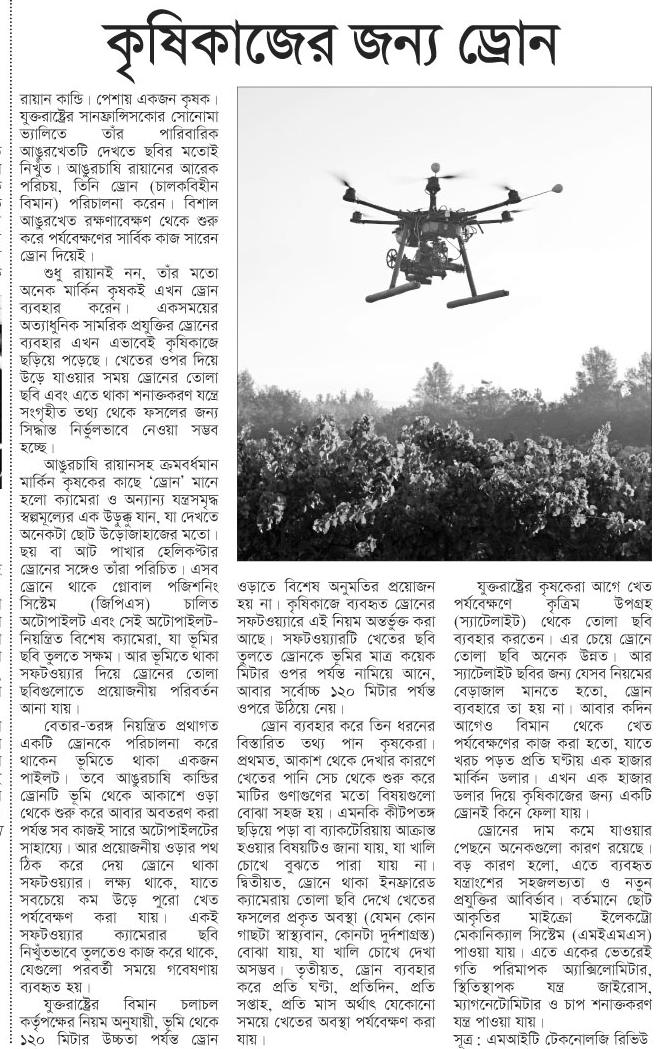 কৃষিকাজের জন্য ড্রোন
রায়ান কান্ডি। পেশায় একজন কৃষক।
যুক্তরাষ্ট্রের সানফ্রান্সিসকোর সোনোমা
ভ্যালিতে তাঁর পারিবারিক
আঙুরখেতটি দেখতে ছবির মতোই
নিখুঁত। আঙুরচাষি রায়ানের আরেক
পরিচয়, তিনি ড্রোন (চালকবিহীন
বিমান) পরিচালনা করেন। বিশাল
আঙুরখেত রক্ষণাবেক্ষণ থেকে শুরু
করে পর্যবেক্ষণের সার্বিক কাজ সারেন
ড্রোন দিয়েই।
শুধু রায়ানই নন, তাঁর মতো
অনেক মার্কিন কৃষকই এখন ড্রোন
ব্যবহার করেন। একসময়ের
অত্যাধুনিক সামরিক প্রযুক্তির ড্রোনের
ব্যবহার এখন এভাবেই কৃষিকাজে
ছড়িয়ে পড়েছে। খেতের ওপর দিয়ে
উড়ে যাওয়ার সময় ড্রোনের তোলা
ছবি এবং এতে থাকা শনাক্তকরণ যন্ত্রে
সংগৃহীত তথ্য থেকে ফসলের জন্য
সিদ্ধান্ত নির্ভুলভাবে নেওয়া সম্ভব
হচ্ছে।
আঙুরচাষি রায়ানসহ ক্রমবর্ধমান
মার্কিন কৃষকের কাছে ‘ড্রোন’ মানে
হলো ক্যামেরা ও অন্যান্য যন্ত্রসমৃদ্ধ
স্বল্পমূল্যের এক উড়ুক্কু যান, যা দেখতে
অনেকটা ছোট উড়োজাহাজের মতো।
ছয় বা আট পাখার হেলিকপ্টার
ড্রোনের সঙ্গেও তাঁরা পরিচিত। এসব
ড্রোনে থাকে গ্লোবাল পজিশনিং
সিস্টেম (জিপিএস) চালিত
অটোপাইলট এবং সেই অটোপাইলট-
নিয়ন্ত্রিত বিশেষ ক্যামেরা, যা ভূমির
ছবি তুলতে সক্ষম। আর ভূমিতে থাকা
সফটওয়্যার দিয়ে ড্রোনের তোলা
ছবিগুলোতে প্রয়োজনীয় পরিবর্তন
আনা যায়।
বেতার-তরঙ্গ নিয়ন্ত্রিত প্রথাগত
একটি ড্রোনকে পরিচালনা করে
থাকেন ভূমিতে থাকা একজন
পাইলট। তবে আঙুরচাষি কান্ডির
ড্রোনটি ভূমি থেকে আকাশে ওড়া
থেকে শুরু করে আবার অবতরণ করা
পর্যন্ত সব কাজই সারে অটোপাইলটের
সাহায্যে। আর প্রয়োজনীয় ওড়ার পথ
ঠিক করে দেয় ড্রোনে থাকা
সফটওয়্যার। লক্ষ্য থাকে, যাতে
সবচেয়ে কম উড়ে পুরো খেত
পর্যবেক্ষণ করা যায়। একই
সফটওয়্যার ক্যামেরার ছবি
নিখুঁতভাবে তুলতেও কাজ করে থাকে,
যেগুলো পরবর্তী সময়ে গবেষণায়
ব্যবহৃত হয়।
যুক্তরাষ্ট্রের বিমান চলাচল
কর্তৃপক্ষের নিয়ম অনুযায়ী, ভূমি থেকে
১২০ মিটার উচ্চতা পর্যন্ত ড্রোন
ওড়াতে বিশেষ অনুমতির প্রয়োজন
হয় না। কৃষিকাজে ব্যবহৃত ড্রোনের
সফটওয়্যারে এই নিয়ম অন্তর্ভুক্ত করা
আছে। সফটওয়্যারটি খেতের ছবি
তুলতে ড্রোনকে ভূমির মাত্র কয়েক
মিটার ওপর পর্যন্ত নামিয়ে আনে,
আবার সর্বোচ্চ ১২০ মিটার পর্যন্ত
ওপরে উঠিয়ে নেয়।
ড্রোন ব্যবহার করে তিন ধরনের
বিস্তারিত তথ্য পান কৃষকেরা।
প্রথমত, আকাশ থেকে দেখার কারণে
খেতের পানি সেচ থেকে শুরু করে
মাটির গুণাগুণের মতো বিষয়গুলো
বোঝা সহজ হয়। এমনকি কীটপতঙ্গ
ছড়িয়ে পড়া বা ব্যাকটেরিয়ায় আক্রান্ত
হওয়ার বিষয়টিও জানা যায়, যা খালি
চোখে বুঝতে পারা যায় না।
দ্বিতীয়ত, ড্রোনে থাকা ইনফ্রারেড
ক্যামেরায় তোলা ছবি দেখে খেতের
ফসলের প্রকৃত অবস্থা (যেমন কোন
গাছটা স্বাস্থ্যবান, কোনটা দুর্দশাগ্রস্ত)
বোঝা যায়, যা খালি চোখে দেখা
অসম্ভব। তৃতীয়ত, ড্রোন ব্যবহার
করে প্রতি ঘণ্টা, প্রতিদিন, প্রতি
সপ্তাহ, প্রতি মাস অর্থাৎ যেকোনো
সময়ে খেতের অবস্থা পর্যবেক্ষণ করা
যায়।
যুক্তরাষ্ট্রের কৃষকেরা আগে খেত
পর্যবেক্ষণে কৃত্রিম উপগ্রহ
(স্যাটেলাইট) থেকে তোলা ছবি
ব্যবহার করতেন। এর চেয়ে ড্রোনে
তোলা ছবি অনেক উন্নত। আর
স্যাটেলাইট ছবির জন্য যেসব নিয়মের
বেড়াজাল মানতে হতো, ড্রোন
ব্যবহারে তা হয় না। আবার কদিন
আগেও বিমান থেকে খেত
পর্যবেক্ষণের কাজ করা হতো, যাতে
খরচ পড়ত প্রতি ঘণ্টায় এক হাজার
মার্কিন ডলার। এখন এক হাজার
ডলার দিয়ে কৃষিকাজের জন্য একটি
ড্রোনই কিনে ফেলা যায়।
ড্রোনের দাম কমে যাওয়ার
পেছনে অনেকগুলো কারণ রয়েছে।
বড় কারণ হলো, এতে ব্যবহৃত
যন্ত্রাংশের সহজলভ্যতা ও নতুন
প্রযুক্তির আবির্ভাব। বর্তমানে ছোট
আকৃতির মাইক্রো ইলেকট্রো
মেকানিক্যাল সিস্টেম (এমইএমএস)
পাওয়া যায়। এতে একের ভেতরেই
গতি পরিমাপক অ্যাক্সিলোমিটার,
স্থিতিস্থাপক যন্ত্র জাইরোস,
ম্যাগনেটোমিটার ও চাপ শনাক্তকরণ
যন্ত্র পাওয়া যায়।
সূত্র : এমআইটি টেকনোলজি রিভিউ